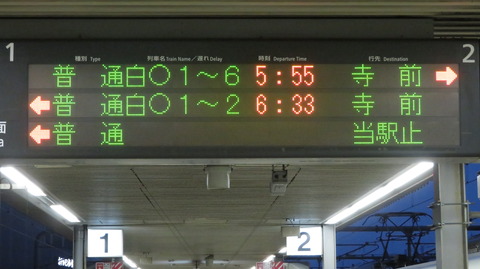 1
種別 Type 列車名 Train Name／遅れ Delay 時刻 Departure Time 行先 Destination
2
普 通 白○1～6 5:55 寺 前 →
← 普 通 白○1～2 6:33 寺 前
← 普 通 当駅止
面
1
2